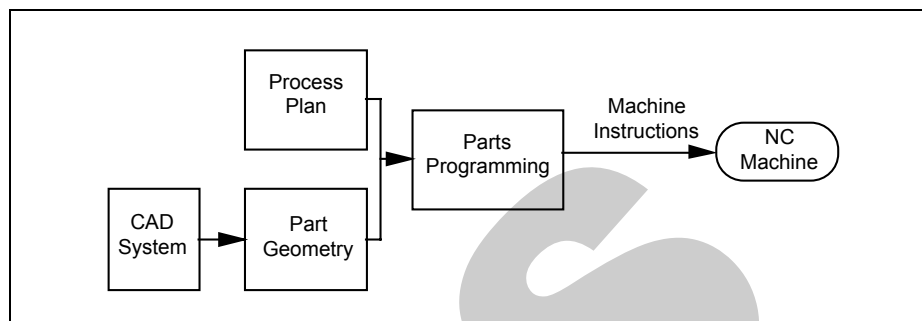 Process
Plan
Machine
Instructions
NC
Machine
Parts
Programming
CAD
System
Part
Geometry